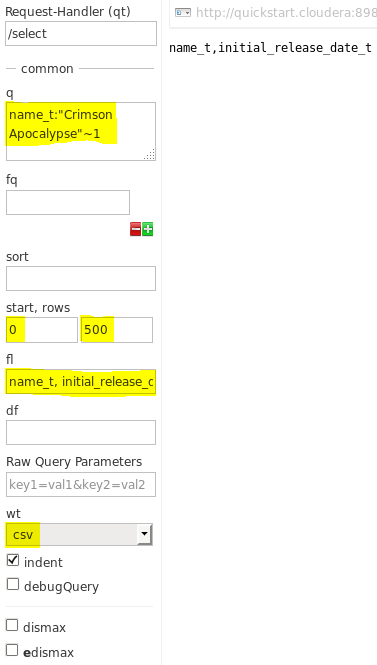 Request-Handler (qt)
/select
common
q
name_t:"Crimson
Apocalypse"~1
fq
sort
start, rows
0 500
fl
name_t, initial_release_d
df
Raw Query Parameters
key1=val1&key2=val2
wt
csv
indent
debugQuery
dismax
edismax
http://quickstart.cloudera:898
name_t,initial_release_date_t